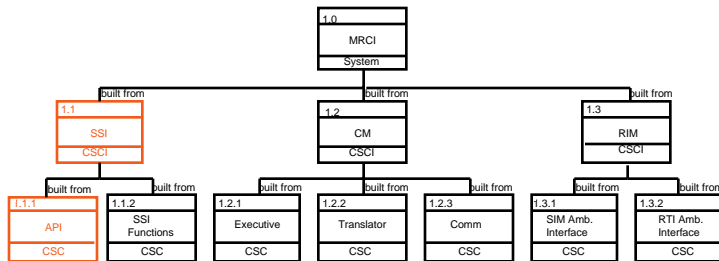 1.0
MRCI
System
built from
built from
built from
1.1
SSI
CSCI
1.2
CM
CSCI
1.3
RIM
CSCI
built from
built from
built from
built from
built from
built from
built from
1.1.1
API
CSC
1.1.2
SSI
Functions
CSC
1.2.1
Executive
CSC
1.2.2
Translator
CSC
1.2.3
Comm
CSC
1.3.1
SIM Amb.
Interface
CSC
1.3.2
RTI Amb.
Interface
CSC